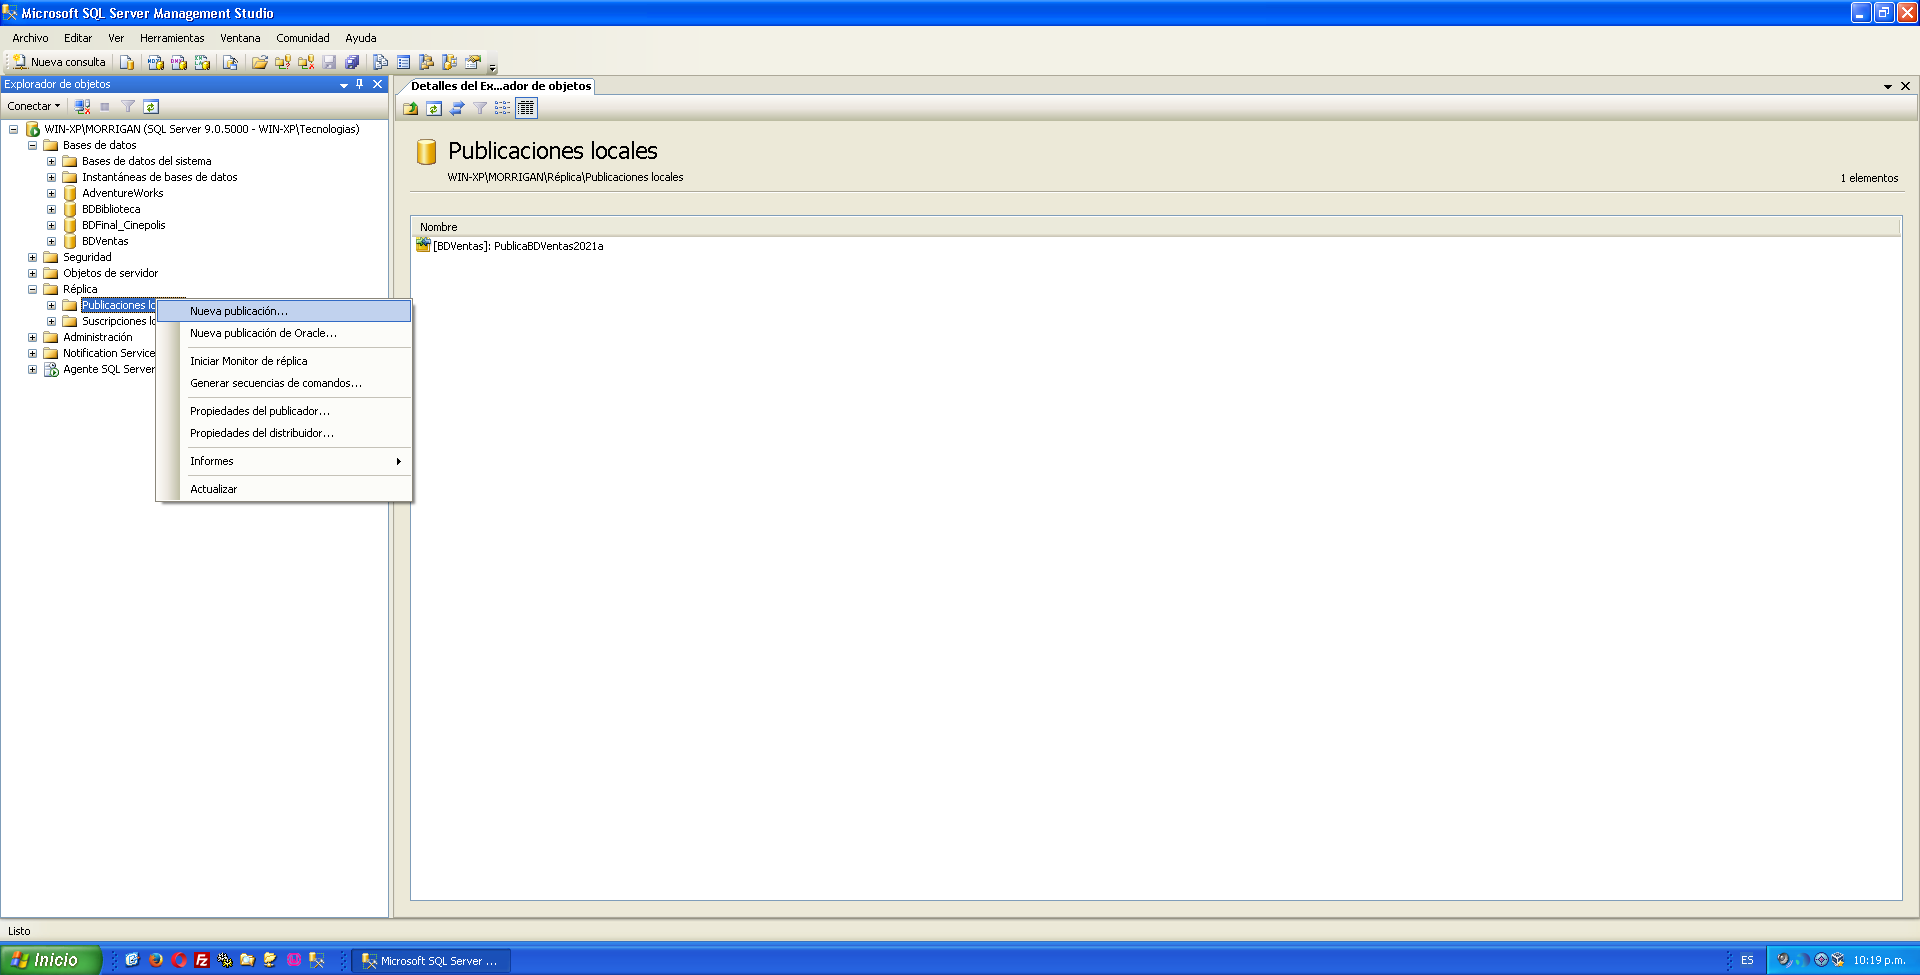 Microsoft SQL Server Management Studio
Archivo Editar Ver Herramientas Ventana Comunidad Ayuda
Nueva consulta
Explorador de objetos
Conectar
WIN-XP\MORRIGAN (SQL Server 9.0.5000 - WIN-XP\Tecnologias)
Bases de datos
Bases de datos del sistema
Instantáneas de bases de datos
AdventureWorks
BDBiblioteca
BDFinal_Cinepolis
BDVentas
Seguridad
Objetos de servidor
Réplica
Publicaciones lo
Suscripciones lo
Administración
Notification Service
Agente SQL Server
Nueva publicación...
Nueva publicación de Oracle...
Iniciar Monitor de réplica
Generar secuencias de comandos...
Propiedades del publicador...
Propiedades del distribuidor...
Informes
Actualizar
Detalles del Ex...ador de objetos
Publicaciones locales
WIN-XP\MORRIGAN\Réplica\Publicaciones locales
1 elementos
Nombre
[BDVentas]: PublicaBDVentas2021a
Listo
Inicio
Microsoft SQL Server ...
ES
10:19 p.m.